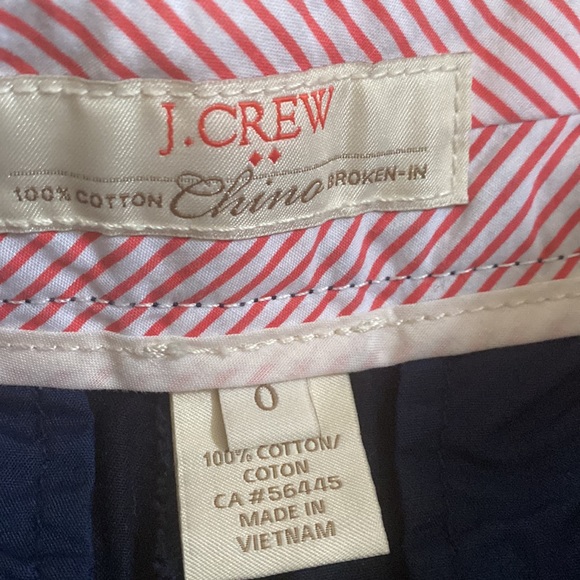 J.CREW
100% COTTON Chino BROKEN-IN
0
100% COTTON/
COTON
CA #56445
MADE IN
VIETNAM